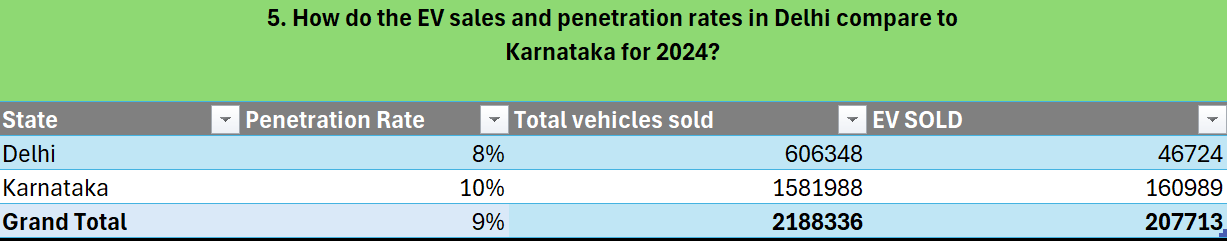 5. How do the EV sales and penetration rates in Delhi compare to
Karnataka for 2024?
State Penetration Rate Total vehicles sold EV SOLD
Delhi 8% 606348 46724
Karnataka 10% 1581988 160989
Grand Total 9% 2188336 207713